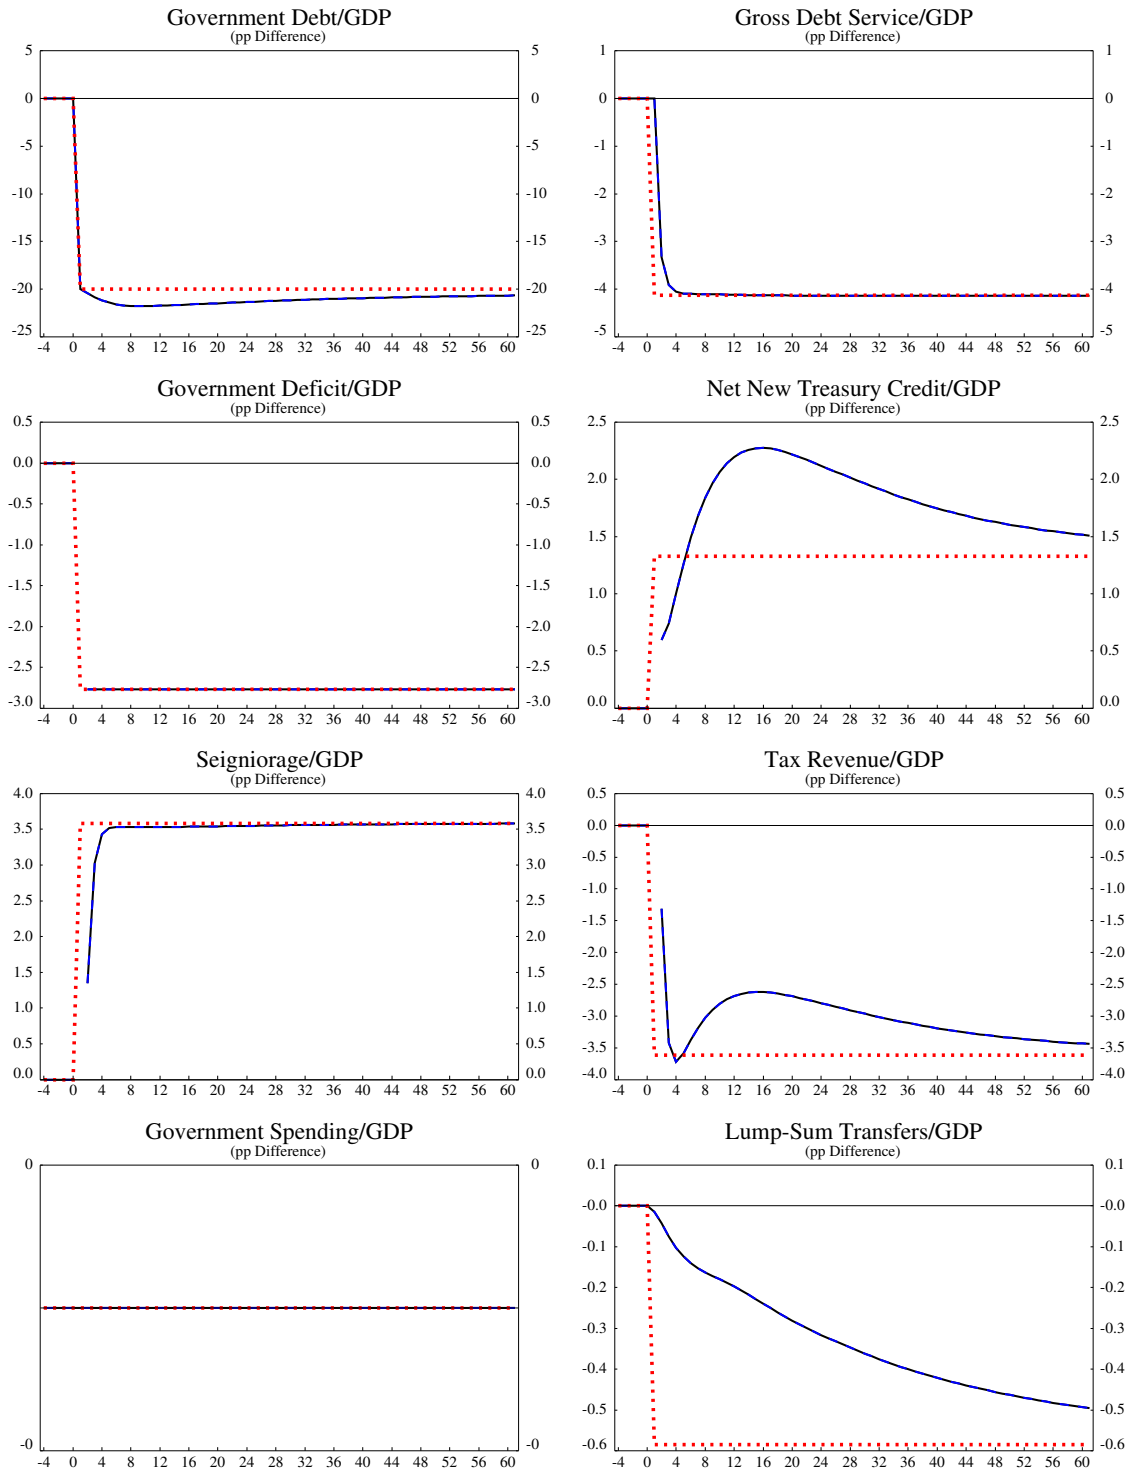 Government Debt/GDP
(pp Difference)
5 5
0 0
-5 -5
-10 -10
-15 -15
-20 -20
-25 -25
-4 0 4 8 12 16 20 24 28 32 36 40 44 48 52 56 60
Gross Debt Service/GDP
(pp Difference)
1 1
0 0
-1 -1
-2 -2
-3 -3
-4 -4
-5 -5
-4 0 4 8 12 16 20 24 28 32 36 40 44 48 52 56 60
Government Deficit/GDP
(pp Difference)
0.5 0.5
0.0 0.0
-0.5 -0.5
-1.0 -1.0
-1.5 -1.5
-2.0 -2.0
-2.5 -2.5
-3.0 -3.0
-4 0 4 8 12 16 20 24 28 32 36 40 44 48 52 56 60
Net New Treasury Credit/GDP
(pp Difference)
2.5 2.5
2.0 2.0
1.5 1.5
1.0 1.0
0.5 0.5
0.0 0.0
-4 0 4 8 12 16 20 24 28 32 36 40 44 48 52 56 60
Seigniorage/GDP
(pp Difference)
4.0 4.0
3.5 3.5
3.0 3.0
2.5 2.5
2.0 2.0
1.5 1.5
1.0 1.0
0.5 0.5
0.0 0.0
-4 0 4 8 12 16 20 24 28 32 36 40 44 48 52 56 60
Tax Revenue/GDP
(pp Difference)
0.5 0.5
0.0 0.0
-0.5 -0.5
-1.0 -1.0
-1.5 -1.5
-2.0 -2.0
-2.5 -2.5
-3.0 -3.0
-3.5 -3.5
-4.0 -4.0
-4 0 4 8 12 16 20 24 28 32 36 40 44 48 52 56 60
Government Spending/GDP
(pp Difference)
0 0
-0 -0
-4 0 4 8 12 16 20 24 28 32 36 40 44 48 52 56 60
Lump-Sum Transfers/GDP
(pp Difference)
0.1 0.1
-0.0 -0.0
-0.1 -0.1
-0.2 -0.2
-0.3 -0.3
-0.4 -0.4
-0.5 -0.5
-0.6 -0.6
-4 0 4 8 12 16 20 24 28 32 36 40 44 48 52 56 60